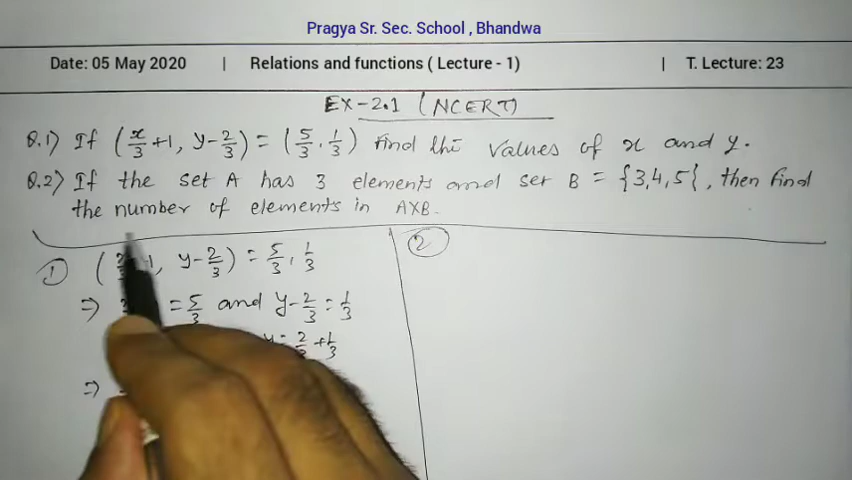 Pragya Sr. Sec. School , Bhandwa
Date: 05 May 2020 | Relations and functions ( Lecture - 1) | T. Lecture: 23
EX-2.1 (NCERT)
Q.1) If (x/3+1, y-2/3) = (5/3, 1/3) find the values of x and y.
Q.2) If the set A has 3 elements and set B = {3,4,5}, then find
the number of elements in AXB.
① ( +1, y-2/3) = 5/3, 1/3
⇒ = 5/3 and y-2/3 = 1/3
+1/3
⇒
②